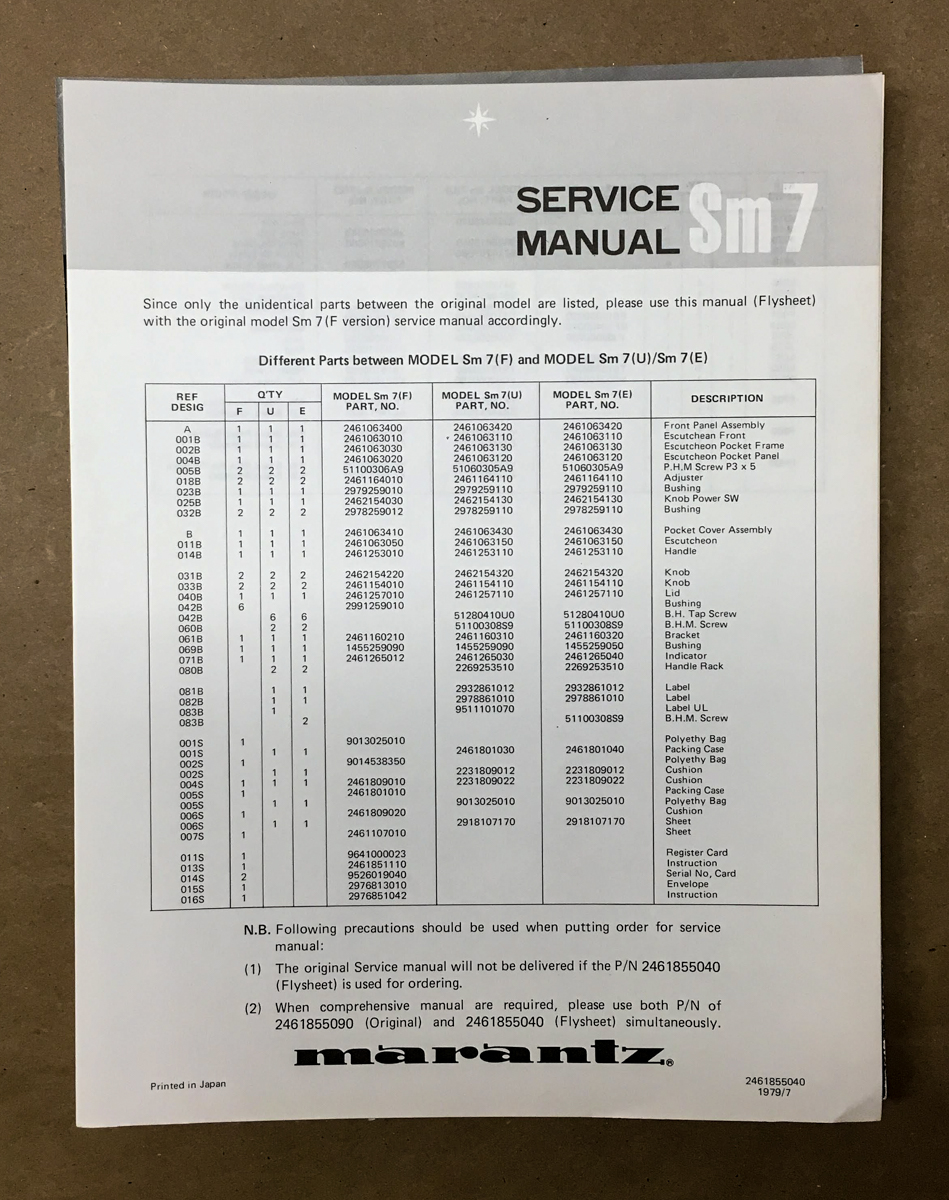 SERVICE
MANUAL Sm 7
Since only the unidentical parts between the original model are listed, please use this manual (Flysheet)
with the original model Sm 7 (F version) service manual accordingly.
Different Parts between MODEL Sm 7(F) and MODEL Sm 7(U)/Sm 7(E)
REF DESIG Q'TY F U E MODEL Sm 7(F) PART, NO. MODEL Sm 7(U) PART, NO. MODEL Sm 7(E) PART, NO. DESCRIPTION
A 1 1 1 2461063400 2461063420 2461063420 Front Panel Assembly
001B 1 1 1 2461063010 2461063110 2461063110 Escutchean Front
002B 1 1 1 2461063030 2461063130 2461063130 Escutcheon Pocket Frame
004B 1 1 1 2461063020 2461063120 2461063120 Escutcheon Pocket Panel
005B 2 2 2 51100306A9 51060305A9 51060305A9 P.H.M Screw P3 x 5
018B 2 2 2 2461164010 2461164110 2461164110 Adjuster
023B 1 1 1 2979259010 2979259110 2979259110 Bushing
025B 1 1 1 2462154030 2462154130 2462154130 Knob Power SW
032B 2 2 2 2978259012 2978259110 2978259110 Bushing
B 1 1 1 2461063410 2461063430 2461063430 Pocket Cover Assembly
011B 1 1 1 2461063050 2461063150 2461063150 Escutcheon
014B 1 1 1 2461253010 2461253110 2461253110 Handle
031B 2 2 2 2462154220 2462154320 2462154320 Knob
033B 2 2 2 2461154010 2461154110 2461154110 Knob
040B 1 1 1 2461257010 2461257110 2461257110 Lid
042B 6 2991259010 Bushing
042B 6 6 51280410U0 51280410U0 B.H. Tap Screw
060B 2 2 51100308S9 51100308S9 B.H.M. Screw
061B 1 1 1 2461160210 2461160310 2461160320 Bracket
069B 1 1 1 1455259090 1455259090 1455259050 Bushing
071B 1 1 1 2461265012 2461265030 2461265040 Indicator
080B 2 2 2269253510 2269253510 Handle Rack
081B 1 1 2932861012 2932861012 Label
082B 1 1 2978861010 2978861010 Label
083B 1 9511101070 Label UL
083B 2 51100308S9 B.H.M. Screw
001S 1 9013025010 Polyethy Bag
001S 1 1 2461801030 2461801040 Packing Case
002S 1 9014538350 Polyethy Bag
002S 1 1 2231809012 2231809012 Cushion
004S 1 1 1 2461809010 2231809022 2231809022 Cushion
005S 1 2461801010 Packing Case
005S 1 1 9013025010 9013025010 Polyethy Bag
006S 1 2461809020 Cushion
006S 1 1 2918107170 2918107170 Sheet
007S 1 2461107010 Sheet
011S 1 9641000023 Register Card
013S 1 2461851110 Instruction
014S 2 9526019040 Serial No, Card
015S 1 2976813010 Envelope
016S 1 2976851042 Instruction
N.B. Following precautions should be used when putting order for service
manual:
(1) The original Service manual will not be delivered if the P/N 2461855040
(Flysheet) is used for ordering.
(2) When comprehensive manual are required, please use both P/N of
2461855090 (Original) and 2461855040 (Flysheet) simultaneously.
marantz®
Printed in Japan
2461855040
1979/7